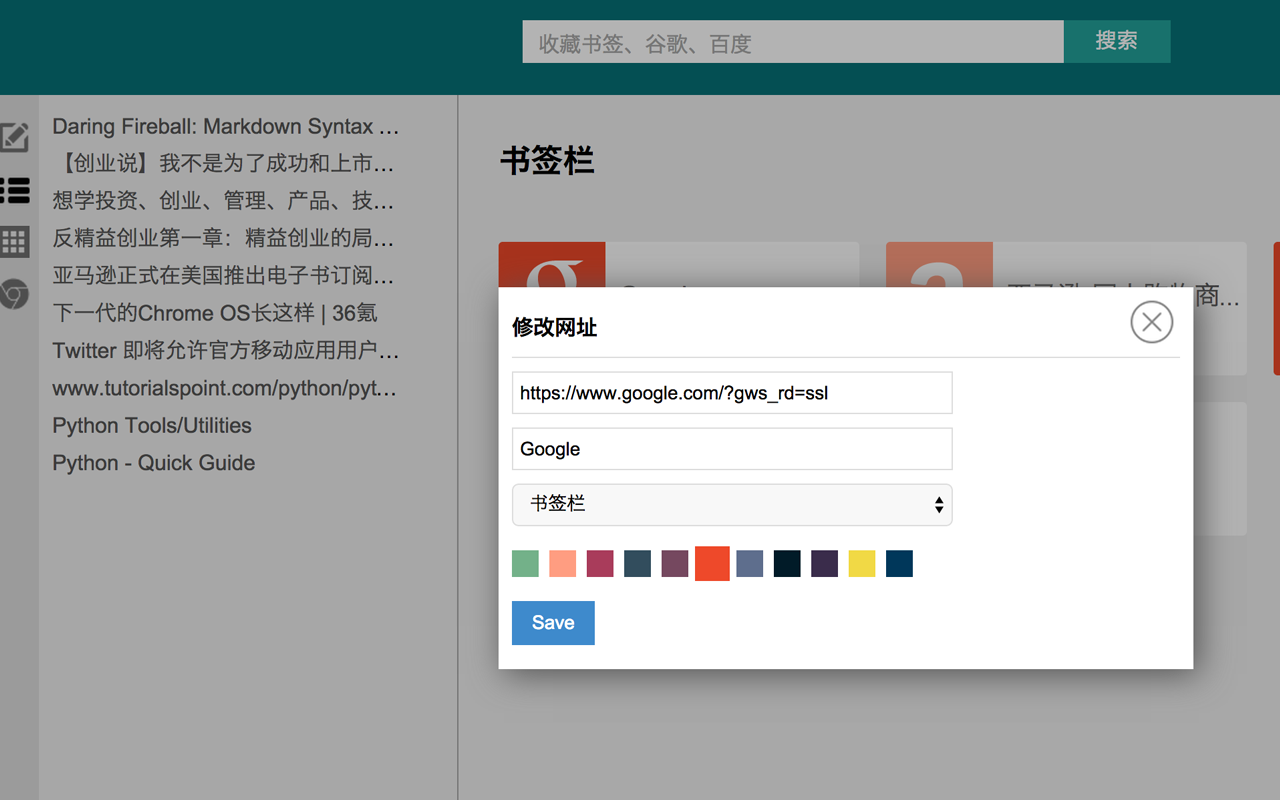 收藏书签、谷歌、百度
搜索
Daring Fireball: Markdown Syntax ...
【创业说】我不是为了成功和上市...
想学投资、创业、管理、产品、技...
反精益创业第一章：精益创业的局...
亚马逊正式在美国推出电子书订阅...
下一代的Chrome OS长这样 | 36氪
Twitter 即将允许官方移动应用用户...
www.tutorialspoint.com/python/pyt...
Python Tools/Utilities
Python - Quick Guide
书签栏
商...
修改网址
https://www.google.com/?gws_rd=ssl
Google
书签栏
Save